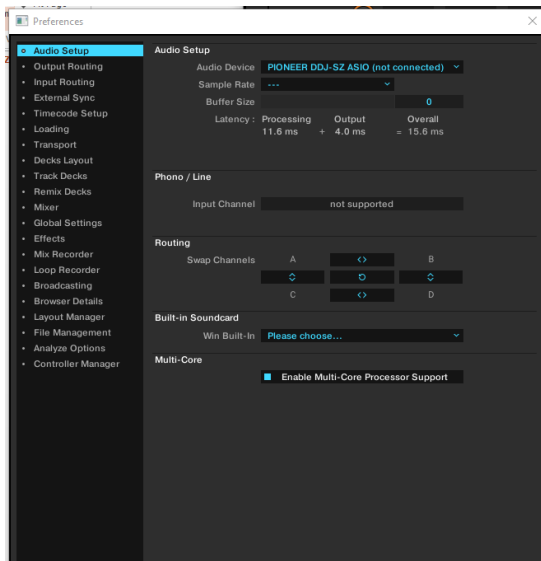 Preferences
Audio Setup
Output Routing
Input Routing
External Sync
Timecode Setup
Loading
Transport
Decks Layout
Track Decks
Remix Decks
Mixer
Global Settings
Effects
Mix Recorder
Loop Recorder
Broadcasting
Browser Details
Layout Manager
File Management
Analyze Options
Controller Manager
Audio Setup
Audio Device PIONEER DDJ-SZ ASIO (not connected)
Sample Rate ---
Buffer Size 0
Latency : Processing Output Overall
11.6 ms + 4.0 ms = 15.6 ms
Phono / Line
Input Channel not supported
Routing
Swap Channels A <> B
C <> D
Built-in Soundcard
Win Built-In Please choose...
Multi-Core
Enable Multi-Core Processor Support